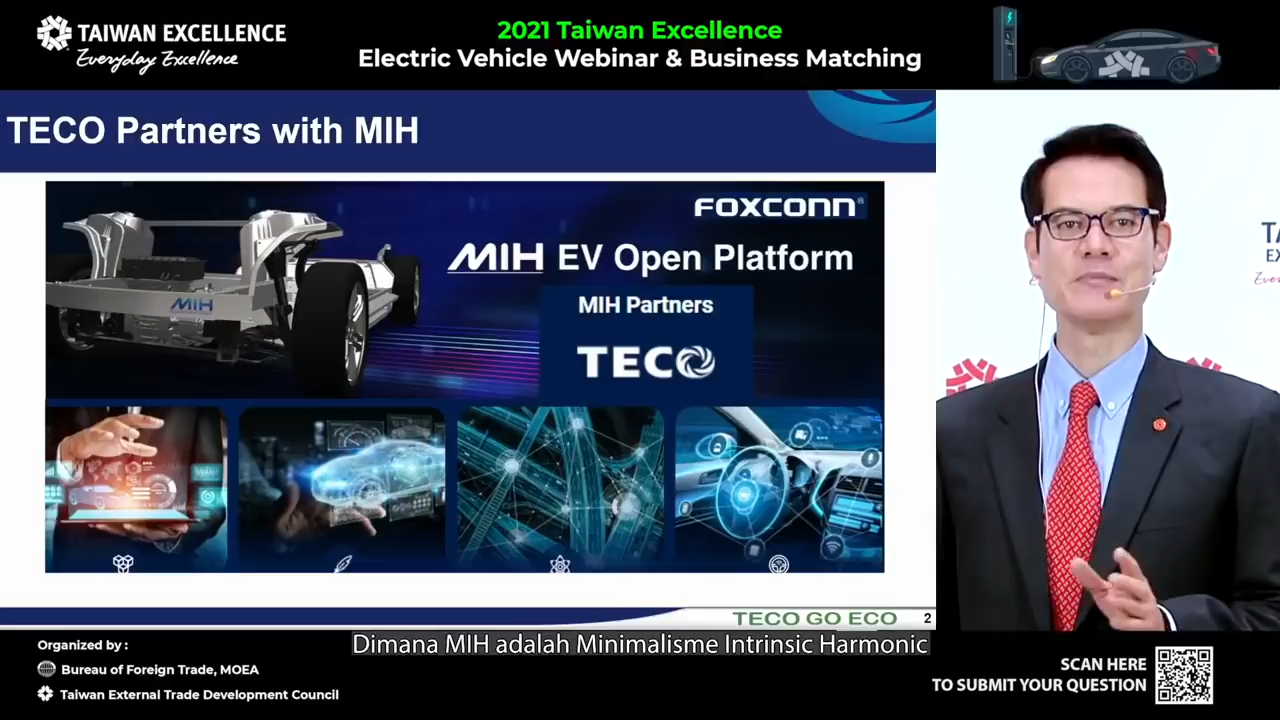 TAIWAN EXCELLENCE
Everyday Excellence
2021 Taiwan Excellence
Electric Vehicle Webinar & Business Matching
TECO Partners with MIH
FOXCONN®
MIH EV Open Platform
MIH Partners
TECO
MIH
TECO GO ECO 2
Dimana MIH adalah Minimalisme Intrinsic Harmonic
Organized by :
Bureau of Foreign Trade, MOEA
Taiwan External Trade Development Council
SCAN HERE
TO SUBMIT YOUR QUESTION